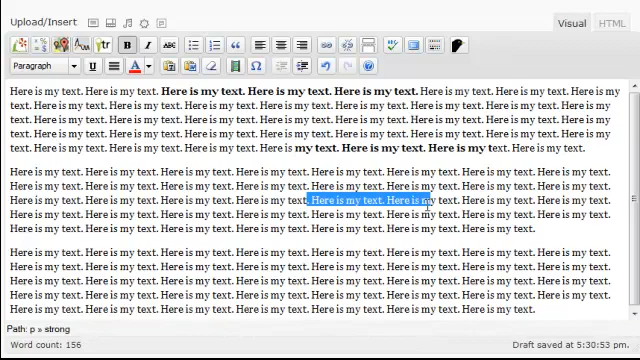 Upload/Insert
Visual
HTML
tr
B I ABC
ABC
Paragraph
U A
Ω
Here is my text. Here is my text. Here is my text. Here is my text. Here is my text. Here is my text. Here is my text. Here is my
text. Here is my text. Here is my text. Here is my text. Here is my text. Here is my text. Here is my text. Here is my text. Here is my
text. Here is my text. Here is my text. Here is my text. Here is my text. Here is my text. Here is my text. Here is my text. Here is my
text. Here is my text. Here is my text. Here is my text. Here is my text. Here is my text. Here is my text. Here is my text. Here is my
text. Here is my text. Here is my text. Here is my text. Here is my text. Here is my text. Here is my text. Here is my text.
Here is my text. Here is my text. Here is my text. Here is my text. Here is my text. Here is my text. Here is my text. Here is my text.
Here is my text. Here is my text. Here is my text. Here is my text. Here is my text. Here is my text. Here is my text. Here is my text.
Here is my text. Here is my text. Here is my text. Here is my text. Here is my text. Here is my text. Here is my text. Here is my text.
Here is my text. Here is my text. Here is my text. Here is my text. Here is my text. Here is my text. Here is my text. Here is my text.
Here is my text. Here is my text. Here is my text. Here is my text. Here is my text. Here is my text. Here is my text.
Here is my text. Here is my text. Here is my text. Here is my text. Here is my text. Here is my text. Here is my text. Here is my text.
Here is my text. Here is my text. Here is my text. Here is my text. Here is my text. Here is my text. Here is my text. Here is my text.
Here is my text. Here is my text. Here is my text. Here is my text. Here is my text. Here is my text. Here is my text. Here is my text.
Here is my text. Here is my text. Here is my text. Here is my text. Here is my text. Here is my text. Here is my text. Here is my text.
Here is my text. Here is my text. Here is my text. Here is my text. Here is my text. Here is my text. Here is my text.
Path: p » strong
Word count: 156
Draft saved at 5:30:53 pm.